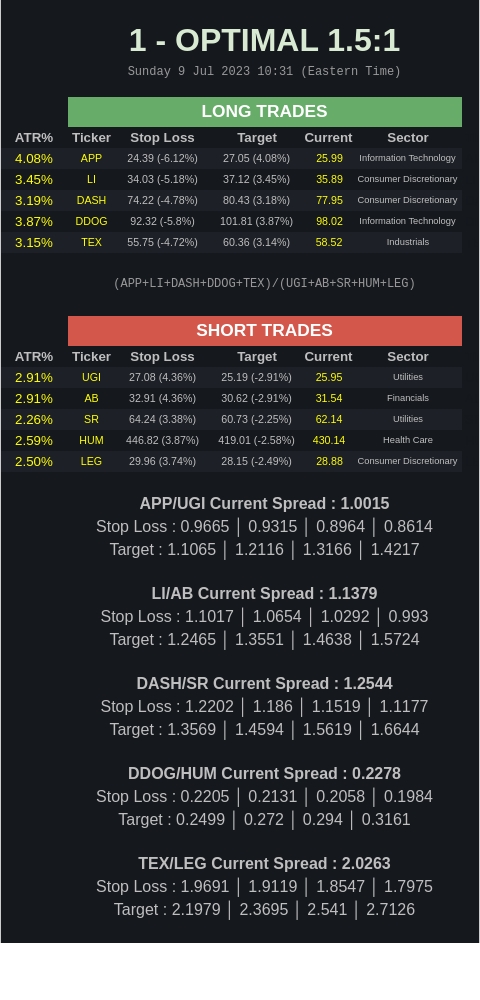 1 - OPTIMAL 1.5:1
Sunday 9 Jul 2023 10:31 (Eastern Time)
LONG TRADES
ATR% Ticker Stop Loss Target Current Sector
4.08% APP 24.39 (-6.12%) 27.05 (4.08%) 25.99 Information Technology
3.45% LI 34.03 (-5.18%) 37.12 (3.45%) 35.89 Consumer Discretionary
3.19% DASH 74.22 (-4.78%) 80.43 (3.18%) 77.95 Consumer Discretionary
3.87% DDOG 92.32 (-5.8%) 101.81 (3.87%) 98.02 Information Technology
3.15% TEX 55.75 (-4.72%) 60.36 (3.14%) 58.52 Industrials
(APP+LI+DASH+DDOG+TEX)/(UGI+AB+SR+HUM+LEG)
SHORT TRADES
ATR% Ticker Stop Loss Target Current Sector
2.91% UGI 27.08 (4.36%) 25.19 (-2.91%) 25.95 Utilities
2.91% AB 32.91 (4.36%) 30.62 (-2.91%) 31.54 Financials
2.26% SR 64.24 (3.38%) 60.73 (-2.25%) 62.14 Utilities
2.59% HUM 446.82 (3.87%) 419.01 (-2.58%) 430.14 Health Care
2.50% LEG 29.96 (3.74%) 28.15 (-2.49%) 28.88 Consumer Discretionary
APP/UGI Current Spread : 1.0015
Stop Loss : 0.9665 │ 0.9315 │ 0.8964 │ 0.8614
Target : 1.1065 │ 1.2116 │ 1.3166 │ 1.4217
LI/AB Current Spread : 1.1379
Stop Loss : 1.1017 │ 1.0654 │ 1.0292 │ 0.993
Target : 1.2465 │ 1.3551 │ 1.4638 │ 1.5724
DASH/SR Current Spread : 1.2544
Stop Loss : 1.2202 │ 1.186 │ 1.1519 │ 1.1177
Target : 1.3569 │ 1.4594 │ 1.5619 │ 1.6644
DDOG/HUM Current Spread : 0.2278
Stop Loss : 0.2205 │ 0.2131 │ 0.2058 │ 0.1984
Target : 0.2499 │ 0.272 │ 0.294 │ 0.3161
TEX/LEG Current Spread : 2.0263
Stop Loss : 1.9691 │ 1.9119 │ 1.8547 │ 1.7975
Target : 2.1979 │ 2.3695 │ 2.541 │ 2.7126